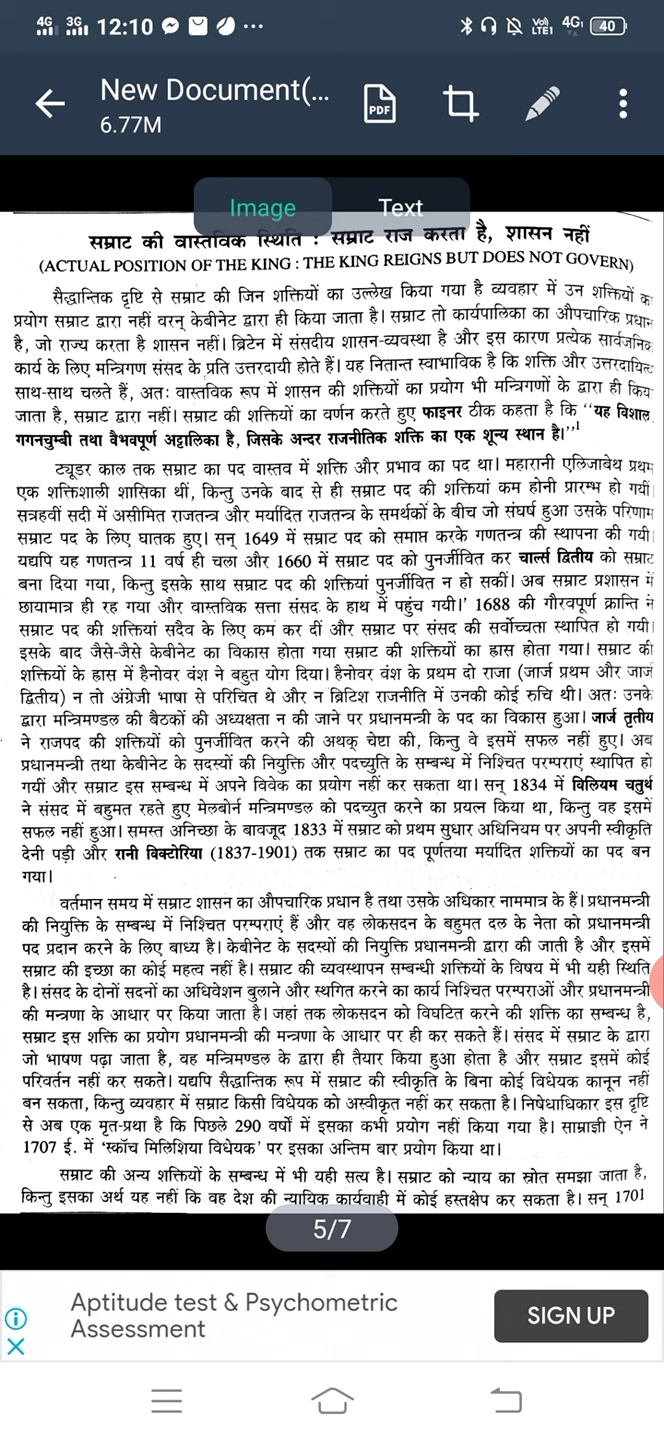 4G 3G 12:10 ... Vo) LTE1 4G 40
New Document(...
6.77M
PDF
Image Text
सम्राट की वास्तविक स्थिति : सम्राट राज करता है, शासन नहीं
(ACTUAL POSITION OF THE KING : THE KING REIGNS BUT DOES NOT GOVERN)
सैद्धान्तिक दृष्टि से सम्राट की जिन शक्तियों का उल्लेख किया गया है व्यवहार में उन शक्तियों का
प्रयोग सम्राट द्वारा नहीं वरन् केबीनेट द्वारा ही किया जाता है। सम्राट तो कार्यपालिका का औपचारिक प्रधान
है, जो राज्य करता है शासन नहीं। ब्रिटेन में संसदीय शासन-व्यवस्था है और इस कारण प्रत्येक सार्वजनिक
कार्य के लिए मन्त्रिगण संसद के प्रति उत्तरदायी होते हैं। यह नितान्त स्वाभाविक है कि शक्ति और उत्तरदायित्व
साथ-साथ चलते हैं, अतः वास्तविक रूप में शासन की शक्तियों का प्रयोग भी मन्त्रिगणों के द्वारा ही किय
जाता है, सम्राट द्वारा नहीं। सम्राट की शक्तियों का वर्णन करते हुए फाइनर ठीक कहता है कि “यह विशाल,
गगनचुम्बी तथा वैभवपूर्ण अट्टालिका है, जिसके अन्दर राजनीतिक शक्ति का एक शून्य स्थान है।”1
ट्यूडर काल तक सम्राट का पद वास्तव में शक्ति और प्रभाव का पद था। महारानी एलिजाबेथ प्रथम
एक शक्तिशाली शासिका थीं, किन्तु उनके बाद से ही सम्राट पद की शक्तियां कम होनी प्रारम्भ हो गयीं।
सत्रहवीं सदी में असीमित राजतन्त्र और मर्यादित राजतन्त्र के समर्थकों के बीच जो संघर्ष हुआ उसके परिणाम
सम्राट पद के लिए घातक हुए। सन् 1649 में सम्राट पद को समाप्त करके गणतन्त्र की स्थापना की गयी।
यद्यपि यह गणतन्त्र 11 वर्ष ही चला और 1660 में सम्राट पद को पुनर्जीवित कर चार्ल्स द्वितीय को सम्राट
बना दिया गया, किन्तु इसके साथ सम्राट पद की शक्तियां पुनर्जीवित न हो सकीं। अब सम्राट प्रशासन में
छायामात्र ही रह गया और वास्तविक सत्ता संसद के हाथ में पहुंच गयी।’ 1688 की गौरवपूर्ण क्रान्ति ने
सम्राट पद की शक्तियां सदैव के लिए कम कर दीं और सम्राट पर संसद की सर्वोच्चता स्थापित हो गयी।
इसके बाद जैसे-जैसे केबीनेट का विकास होता गया सम्राट की शक्तियों का ह्रास होता गया। सम्राट की
शक्तियों के ह्रास में हैनोवर वंश ने बहुत योग दिया। हैनोवर वंश के प्रथम दो राजा (जार्ज प्रथम और जार्ज
द्वितीय) न तो अंग्रेजी भाषा से परिचित थे और न ब्रिटिश राजनीति में उनकी कोई रुचि थी। अतः उनके
द्वारा मन्त्रिमण्डल की बैठकों की अध्यक्षता न की जाने पर प्रधानमन्त्री के पद का विकास हुआ। जार्ज तृतीय
ने राजपद की शक्तियों को पुनर्जीवित करने की अथक् चेष्टा की, किन्तु वे इसमें सफल नहीं हुए। अब
प्रधानमन्त्री तथा केबीनेट के सदस्यों की नियुक्ति और पदच्युति के सम्बन्ध में निश्चित परम्पराएं स्थापित हो
गयीं और सम्राट इस सम्बन्ध में अपने विवेक का प्रयोग नहीं कर सकता था। सन् 1834 में विलियम चतुर्थ
ने संसद में बहुमत रहते हुए मेलबोर्न मन्त्रिमण्डल को पदच्युत करने का प्रयत्न किया था, किन्तु वह इसमें
सफल नहीं हुआ। समस्त अनिच्छा के बावजूद 1833 में सम्राट को प्रथम सुधार अधिनियम पर अपनी स्वीकृति
देनी पड़ी और रानी विक्टोरिया (1837-1901) तक सम्राट का पद पूर्णतया मर्यादित शक्तियों का पद बन
गया।
वर्तमान समय में सम्राट शासन का औपचारिक प्रधान है तथा उसके अधिकार नाममात्र के हैं। प्रधानमन्त्री
की नियुक्ति के सम्बन्ध में निश्चित परम्पराएं हैं और वह लोकसदन के बहुमत दल के नेता को प्रधानमन्त्री
पद प्रदान करने के लिए बाध्य है। केबीनेट के सदस्यों की नियुक्ति प्रधानमन्त्री द्वारा की जाती है और इसमें
सम्राट की इच्छा का कोई महत्व नहीं है। सम्राट की व्यवस्थापन सम्बन्धी शक्तियों के विषय में भी यही स्थिति
है। संसद के दोनों सदनों का अधिवेशन बुलाने और स्थगित करने का कार्य निश्चित परम्पराओं और प्रधानमन्त्री
की मन्त्रणा के आधार पर किया जाता है। जहां तक लोकसदन को विघटित करने की शक्ति का सम्बन्ध है,
सम्राट इस शक्ति का प्रयोग प्रधानमन्त्री की मन्त्रणा के आधार पर ही कर सकते हैं। संसद में सम्राट के द्वारा
जो भाषण पढ़ा जाता है, वह मन्त्रिमण्डल के द्वारा ही तैयार किया हुआ होता है और सम्राट इसमें कोई
परिवर्तन नहीं कर सकते। यद्यपि सैद्धान्तिक रूप में सम्राट की स्वीकृति के बिना कोई विधेयक कानून नहीं
बन सकता, किन्तु व्यवहार में सम्राट किसी विधेयक को अस्वीकृत नहीं कर सकता है। निषेधाधिकार इस दृष्टि
से अब एक मृत-प्रथा है कि पिछले 290 वर्षों में इसका कभी प्रयोग नहीं किया गया है। साम्राज्ञी ऐन ने
1707 ई. में ‘स्कॉच मिलिशिया विधेयक’ पर इसका अन्तिम बार प्रयोग किया था।
सम्राट की अन्य शक्तियों के सम्बन्ध में भी यही सत्य है। सम्राट को न्याय का स्रोत समझा जाता है,
किन्तु इसका अर्थ यह नहीं कि वह देश की न्यायिक कार्यवाही में कोई हस्तक्षेप कर सकता है। सन् 1701
5/7
Aptitude test & Psychometric
Assessment
SIGN UP